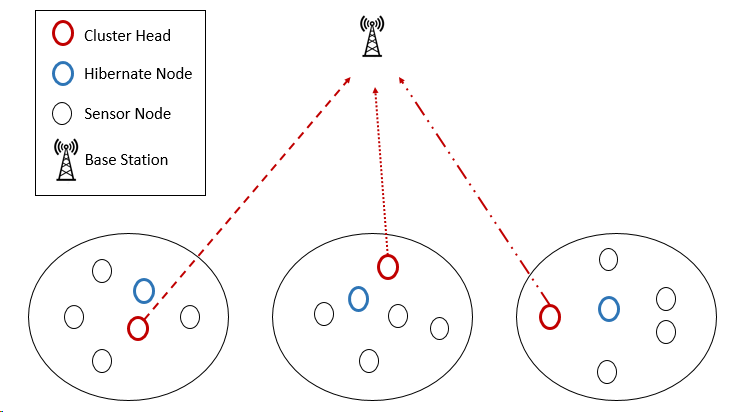 Cluster Head
Hibernate Node
Sensor Node
Base Station